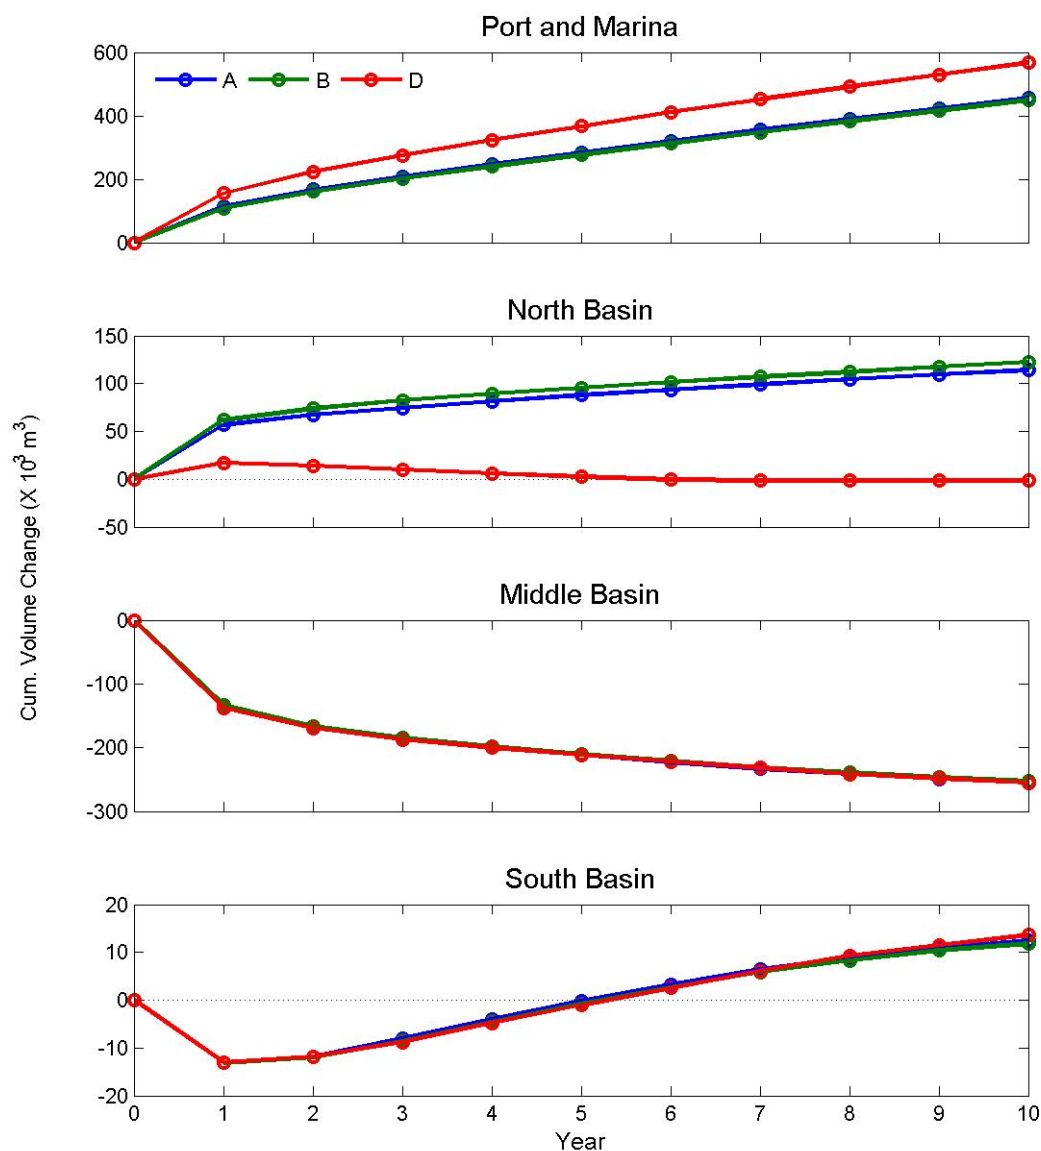 Port and Marina
600
A B D
400
200
0
North Basin
150
100
50
0
-50
Cum. Volume Change (X 10³ m³)
Middle Basin
0
-100
-200
-300
South Basin
20
10
0
-10
-20
0 1 2 3 4 5 6 7 8 9 10
Year